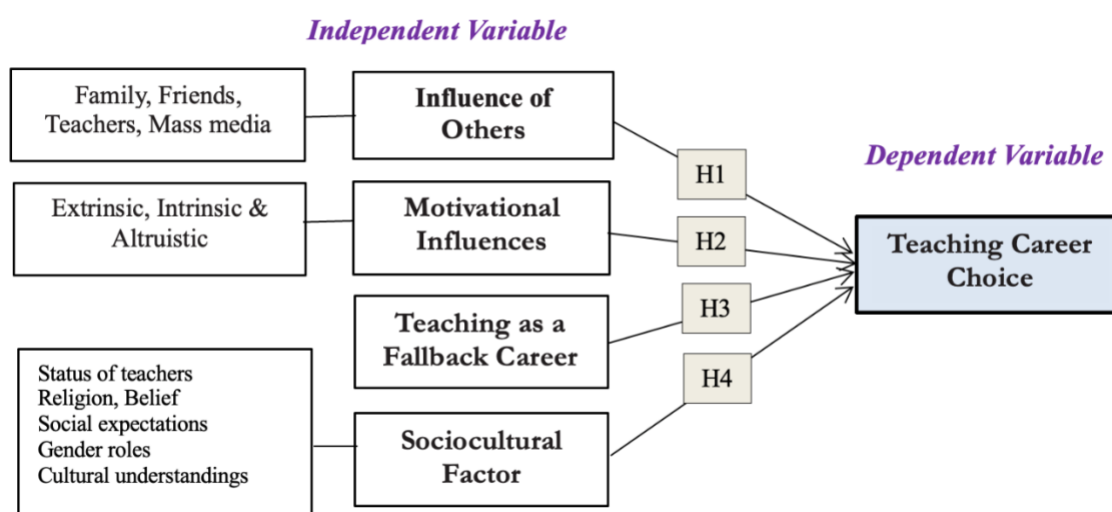 Independent Variable
Family, Friends,
Teachers, Mass media
Influence of
Others
H1
Dependent Variable
Extrinsic, Intrinsic &
Altruistic
Motivational
Influences
H2
Teaching Career
Choice
Teaching as a
Fallback Career
H3
Status of teachers
Religion, Belief
Social expectations
Gender roles
Cultural understandings
Sociocultural
Factor
H4